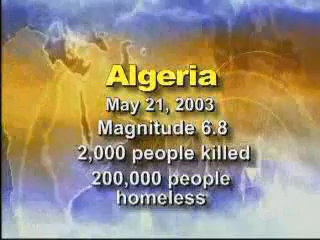 Algeria
May 21, 2003
Magnitude 6.8
2,000 people killed
200,000 people
homeless